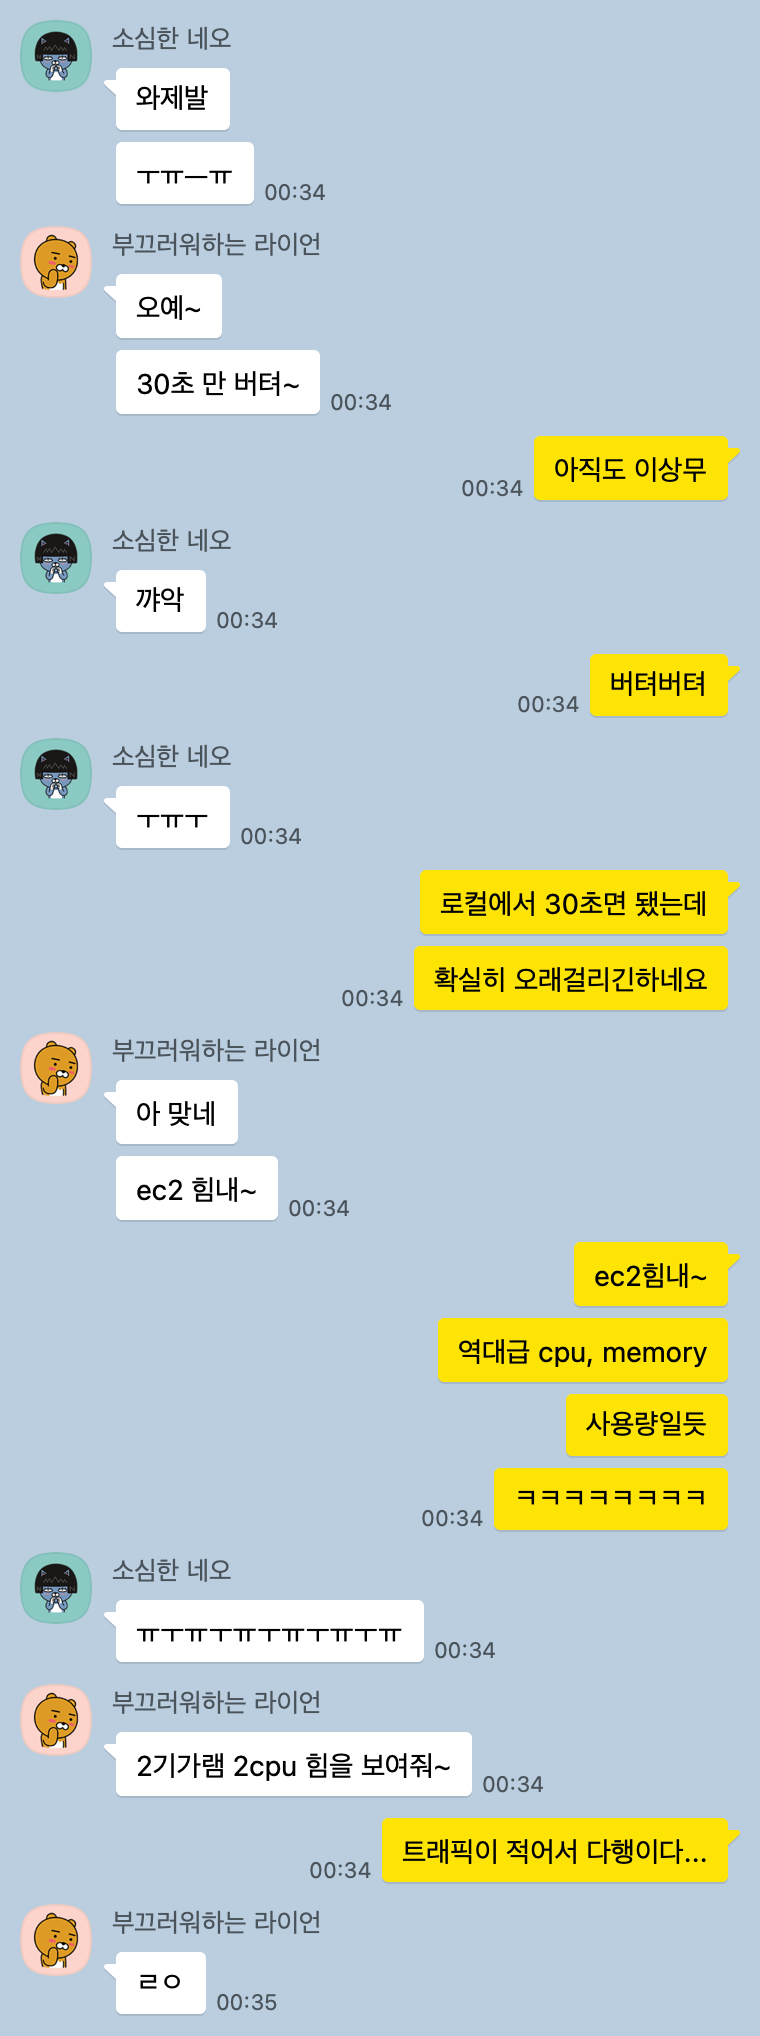 소심한 네오
와제발
ㅜㅠㅡㅠ
00:34
부끄러워하는 라이언
오예~
30초 만 버텨~
00:34
아직도 이상무
00:34
소심한 네오
꺄악
00:34
버텨버텨
00:34
소심한 네오
ㅜㅠㅜ
00:34
로컬에서 30초면 됐는데
확실히 오래걸리긴하네요
00:34
부끄러워하는 라이언
아 맞네
ec2 힘내~
00:34
ec2힘내~
역대급 cpu, memory
사용량일듯
ㅋㅋㅋㅋㅋㅋㅋㅋ
00:34
소심한 네오
ㅠㅜㅠㅜㅠㅜㅠㅜㅠㅜㅠ
00:34
부끄러워하는 라이언
2기가램 2cpu 힘을 보여줘~
00:34
트래픽이 적어서 다행이다...
00:34
부끄러워하는 라이언
ㄹㅇ
00:35